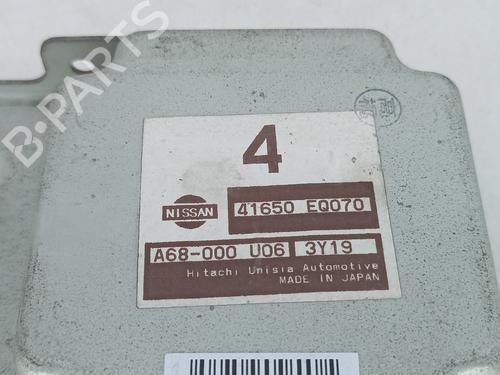 B-PARTS
4
NISSAN
41650 EQ070
A68-000 U06 3Y19
Hitachi Unisia Automotive
MADE IN JAPAN